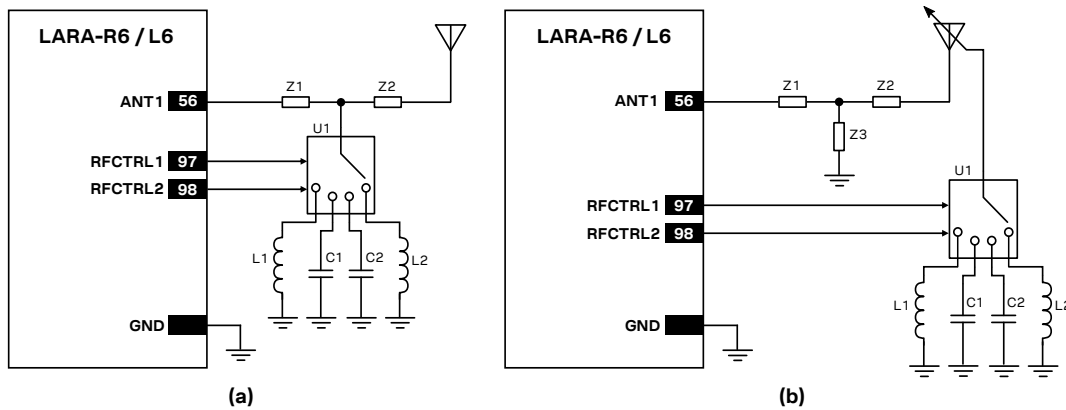 LARA-R6 / L6
ANT1 56
Z1
Z2
U1
RFCTRL1 97
RFCTRL2 98
L1
C1
C2
L2
GND
(a)
LARA-R6 / L6
ANT1 56
Z1
Z2
Z3
U1
RFCTRL1 97
RFCTRL2 98
L1
C1
C2
L2
GND
(b)